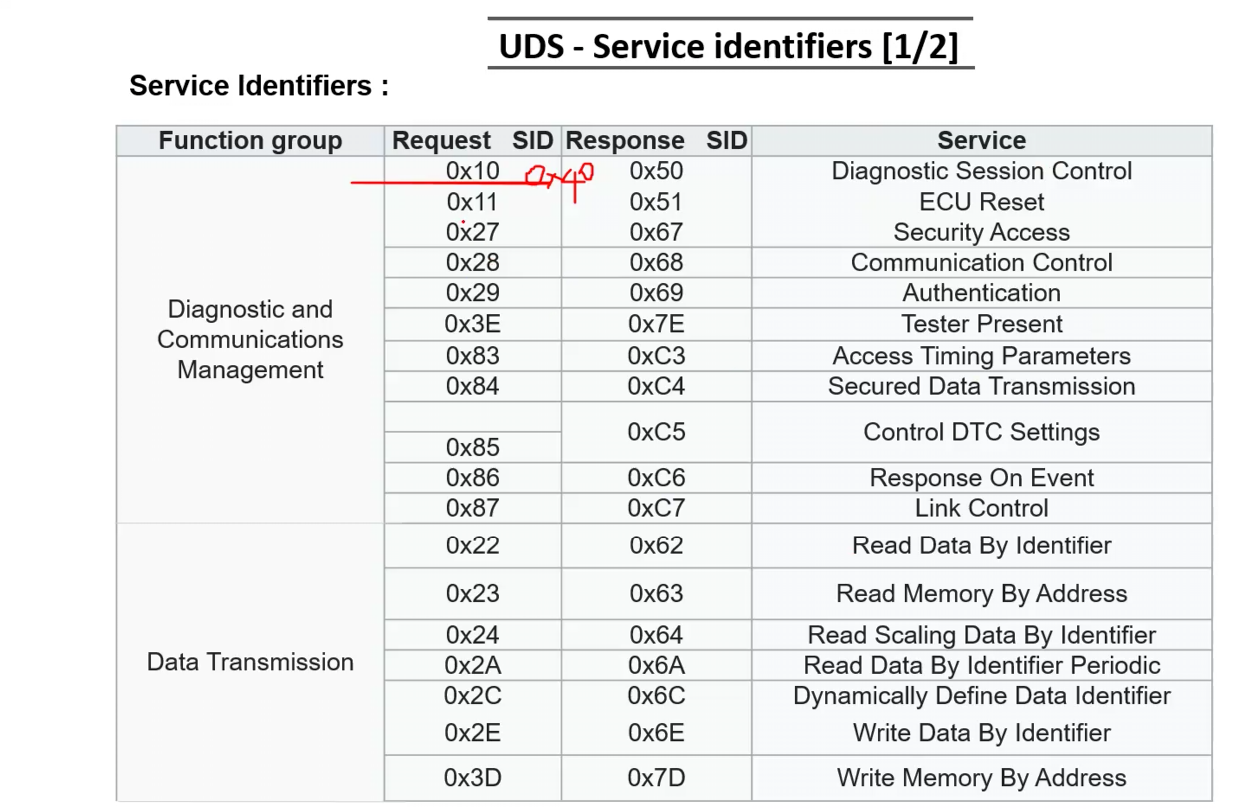 UDS - Service identifiers [1/2]
Service Identifiers :
Function group Request SID Response SID Service
0x10 0x40 0x50 Diagnostic Session Control
0x11 0x51 ECU Reset
0x27 0x67 Security Access
0x28 0x68 Communication Control
0x29 0x69 Authentication
Diagnostic and
Communications
Management
0x3E 0x7E Tester Present
0x83 0xC3 Access Timing Parameters
0x84 0xC4 Secured Data Transmission
0x85 0xC5 Control DTC Settings
0x86 0xC6 Response On Event
0x87 0xC7 Link Control
0x22 0x62 Read Data By Identifier
0x23 0x63 Read Memory By Address
0x24 0x64 Read Scaling Data By Identifier
Data Transmission
0x2A 0x6A Read Data By Identifier Periodic
0x2C 0x6C Dynamically Define Data Identifier
0x2E 0x6E Write Data By Identifier
0x3D 0x7D Write Memory By Address